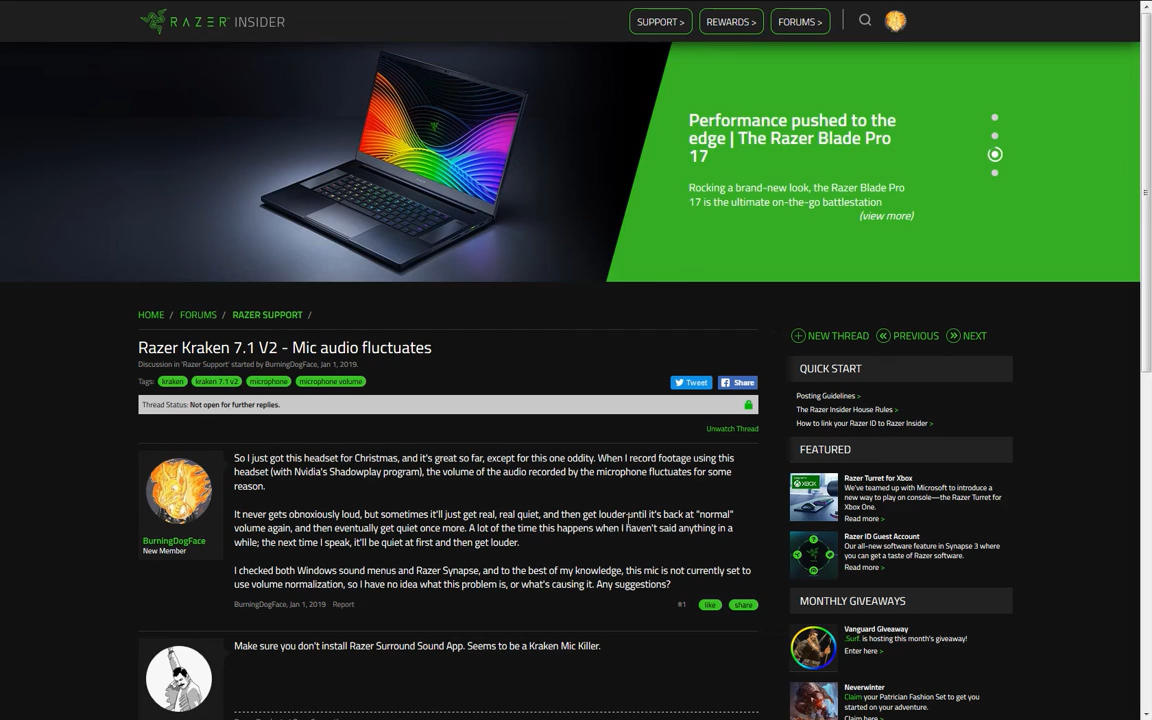 RAZER INSIDER
SUPPORT >
REWARDS >
FORUMS >
Performance pushed to the
edge | The Razer Blade Pro
17
Rocking a brand-new look, the Razer Blade Pro
17 is the ultimate on-the-go battlestation
(view more)
HOME / FORUMS / RAZER SUPPORT /
Razer Kraken 7.1 V2 - Mic audio fluctuates
Discussion in 'Razer Support' started by BurningDogFace, Jan 1, 2019.
Tags: kraken kraken 7.1 v2 microphone microphone volume
Tweet
Share
Thread Status: Not open for further replies.
Unwatch Thread
BurningDogFace
New Member
So I just got this headset for Christmas, and it's great so far, except for this one oddity. When I record footage using this
headset (with Nvidia's Shadowplay program), the volume of the audio recorded by the microphone fluctuates for some
reason.
It never gets obnoxiously loud, but sometimes it'll just get real, real quiet, and then get louder until it's back at "normal"
volume again, and then eventually get quiet once more. A lot of the time this happens when I haven't said anything in a
while; the next time I speak, it'll be quiet at first and then get louder.
I checked both Windows sound menus and Razer Synapse, and to the best of my knowledge, this mic is not currently set to
use volume normalization, so I have no idea what this problem is, or what's causing it. Any suggestions?
BurningDogFace, Jan 1, 2019 Report
#1 like share
Make sure you don't install Razer Surround Sound App. Seems to be a Kraken Mic Killer.
NEW THREAD
PREVIOUS
NEXT
QUICK START
Posting Guidelines >
The Razer Insider House Rules >
How to link your Razer ID to Razer Insider >
FEATURED
XBOX
Razer Turret for Xbox
We've teamed up with Microsoft to introduce a
new way to play on console—the Razer Turret for
Xbox One.
Read more >
Razer ID Guest Account
Our all-new software feature in Synapse 3 where
you can get a taste of Razer software.
Read more >
MONTHLY GIVEAWAYS
Vanguard Giveaway
.Surf. is hosting this month's giveaway!
Enter here >
Neverwinter
Claim your Patrician Fashion Set to get you
started on your adventure.
Claim here >